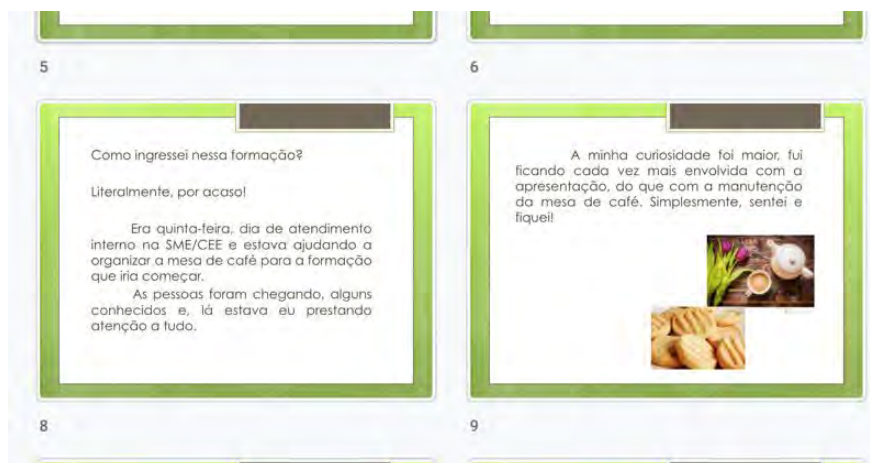 5
6
Como ingressei nessa formação?
Literalmente, por acaso!
Era quinta-feira, dia de atendimento
interno na SME/CEE e estava ajudando a
organizar a mesa de café para a formação
que iria começar.
As pessoas foram chegando, alguns
conhecidos e, lá estava eu prestando
atenção a tudo.
8
A minha curiosidade foi maior, fui
ficando cada vez mais envolvida com a
apresentação, do que com a manutenção
da mesa de café. Simplesmente, sentei e
fiquei!
9